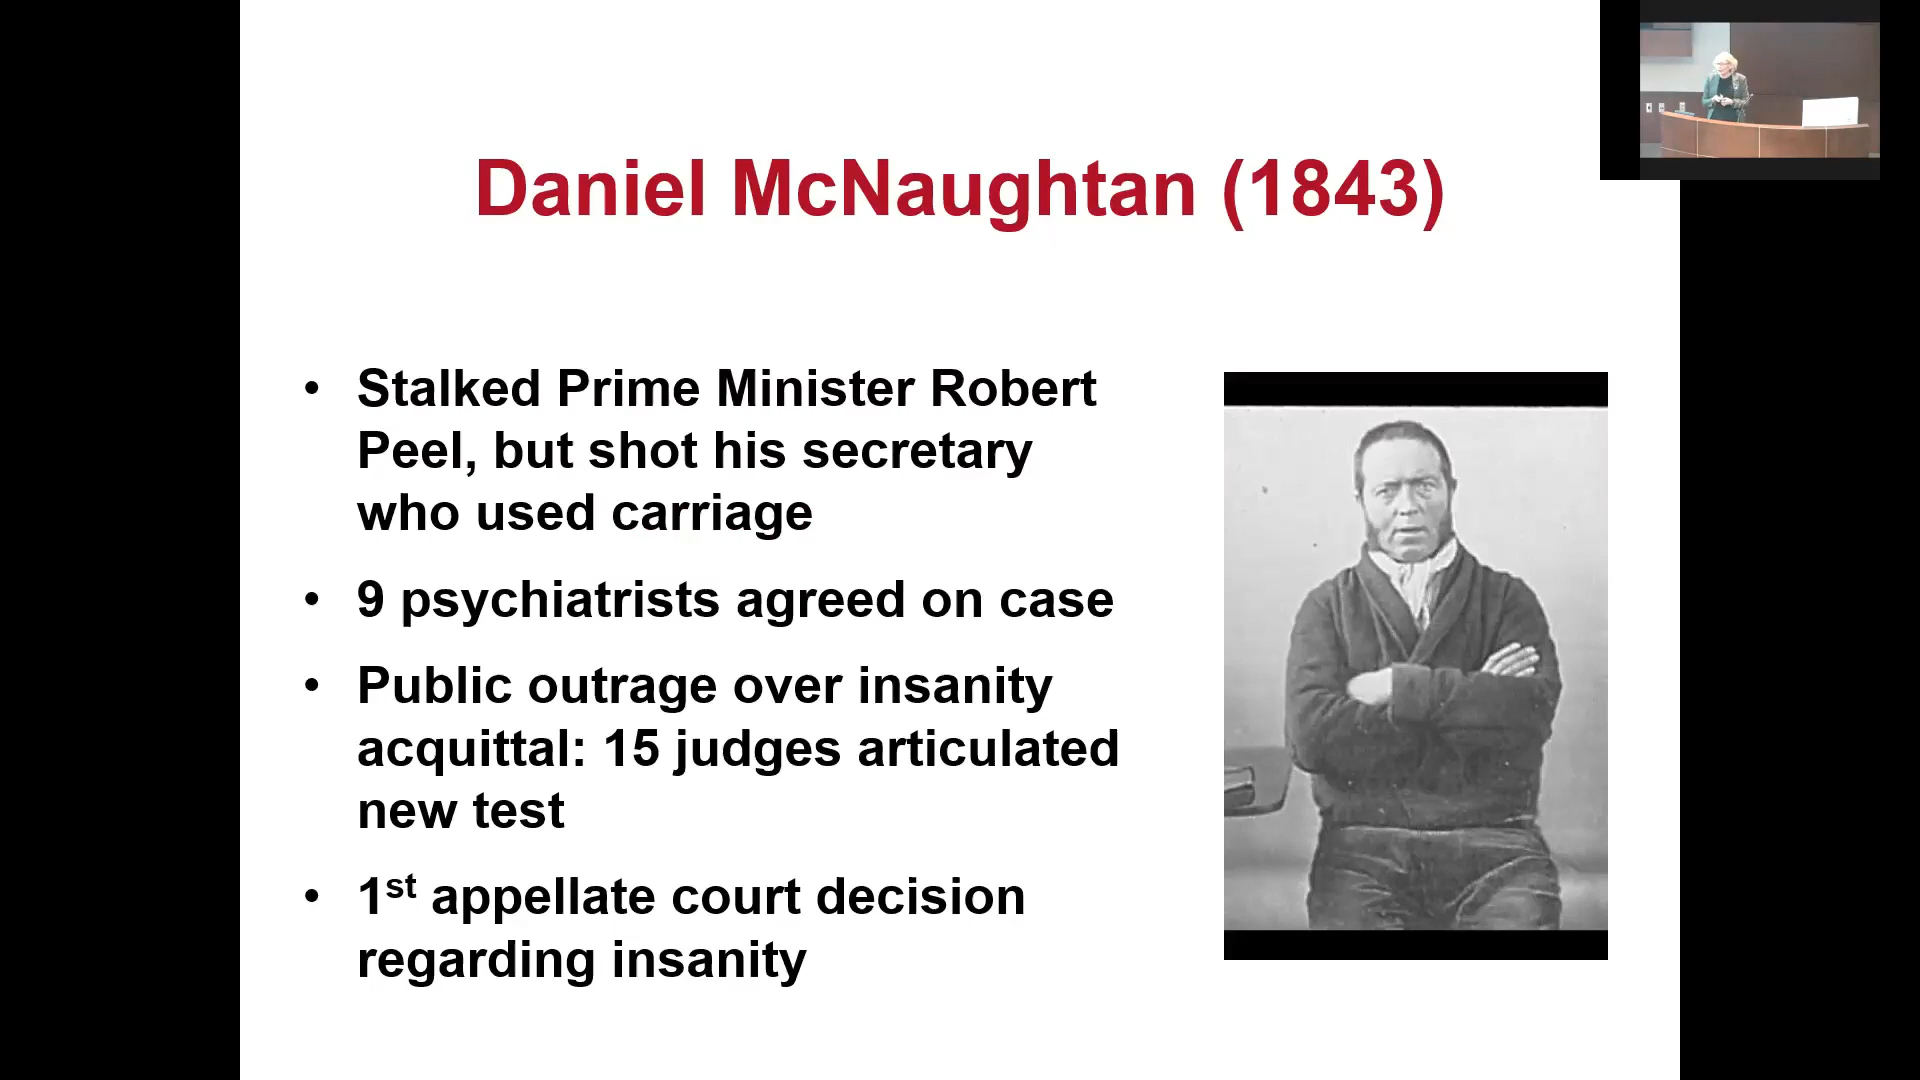 Daniel McNaughtan (1843)
• Stalked Prime Minister Robert
Peel, but shot his secretary
who used carriage
• 9 psychiatrists agreed on case
• Public outrage over insanity
acquittal: 15 judges articulated
new test
• 1st appellate court decision
regarding insanity